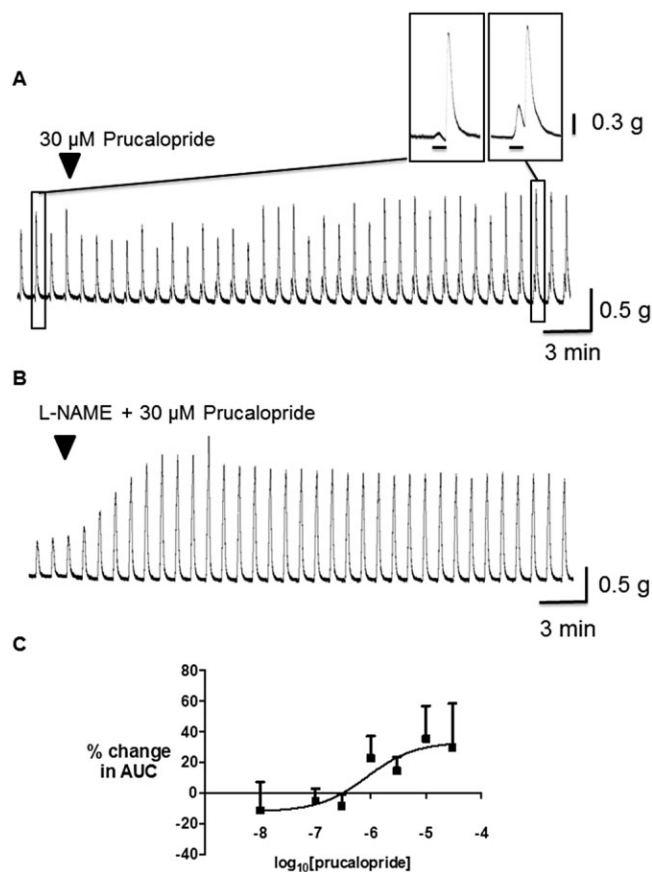 A
30 µM Prucalopride
0.3 g
0.5 g
3 min
B
L-NAME + 30 µM Prucalopride
0.5 g
3 min
C
80
60
40
20
0
-20
-40
% change
in AUC
-8
-7
-6
-5
-4
log10[prucalopride]